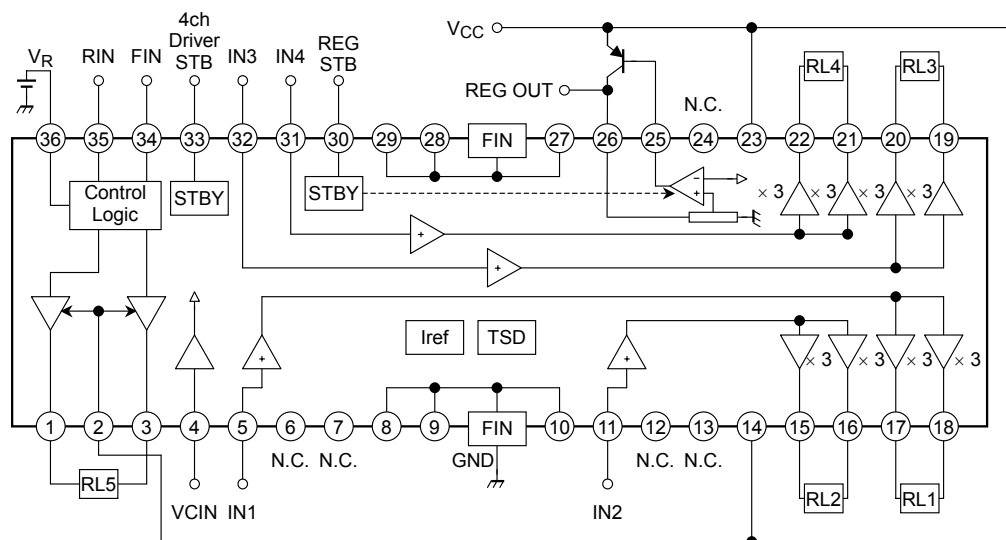 4ch
Driver
STB
REG
STB
VCC
VR
RIN
FIN
IN3
IN4
REG OUT
N.C.
RL4
RL3
36
35
34
33
32
31
30
29
28
FIN
27
26
25
24
23
22
21
20
19
Control
Logic
STBY
STBY
− +
× 3
× 3
× 3
× 3
+
+
+
+
Iref
TSD
× 3
× 3
× 3
× 3
1
2
3
4
5
6
7
8
9
FIN
10
11
12
13
14
15
16
17
18
N.C.
N.C.
GND
N.C.
N.C.
RL5
VCIN
IN1
IN2
RL2
RL1